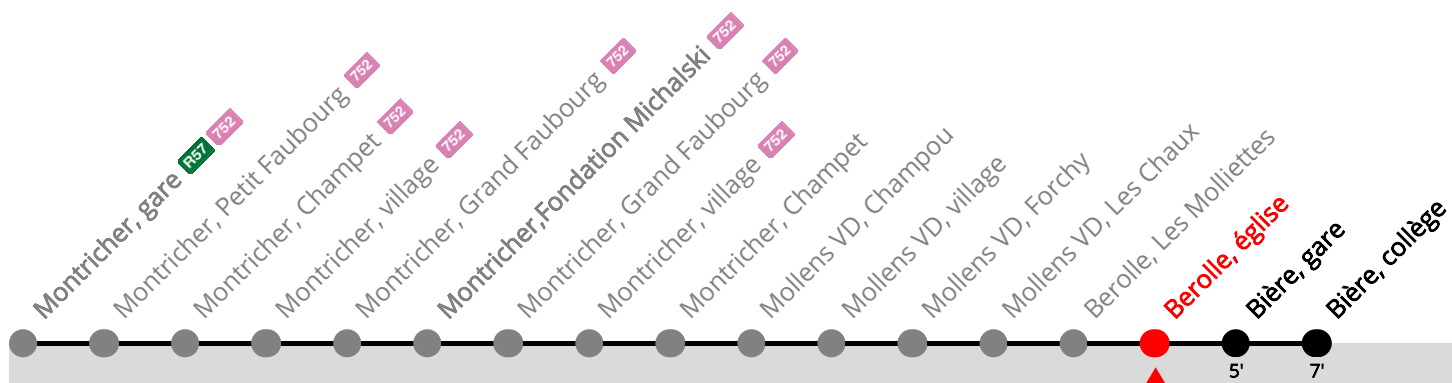 Montricher, gare R57 752
Montricher, Petit Faubourg 752
Montricher, Champet 752
Montricher, village 752
Montricher, Grand Faubourg 752
Montricher,Fondation Michalski 752
Montricher, Grand Faubourg 752
Montricher, village 752
Montricher, Champet
Mollens VD, Champou
Mollens VD, village
Mollens VD, Forchy
Mollens VD, Les Chaux
Berolle, Les Molliettes
Berolle, église
Bière, gare
Bière, collège
5' 7'